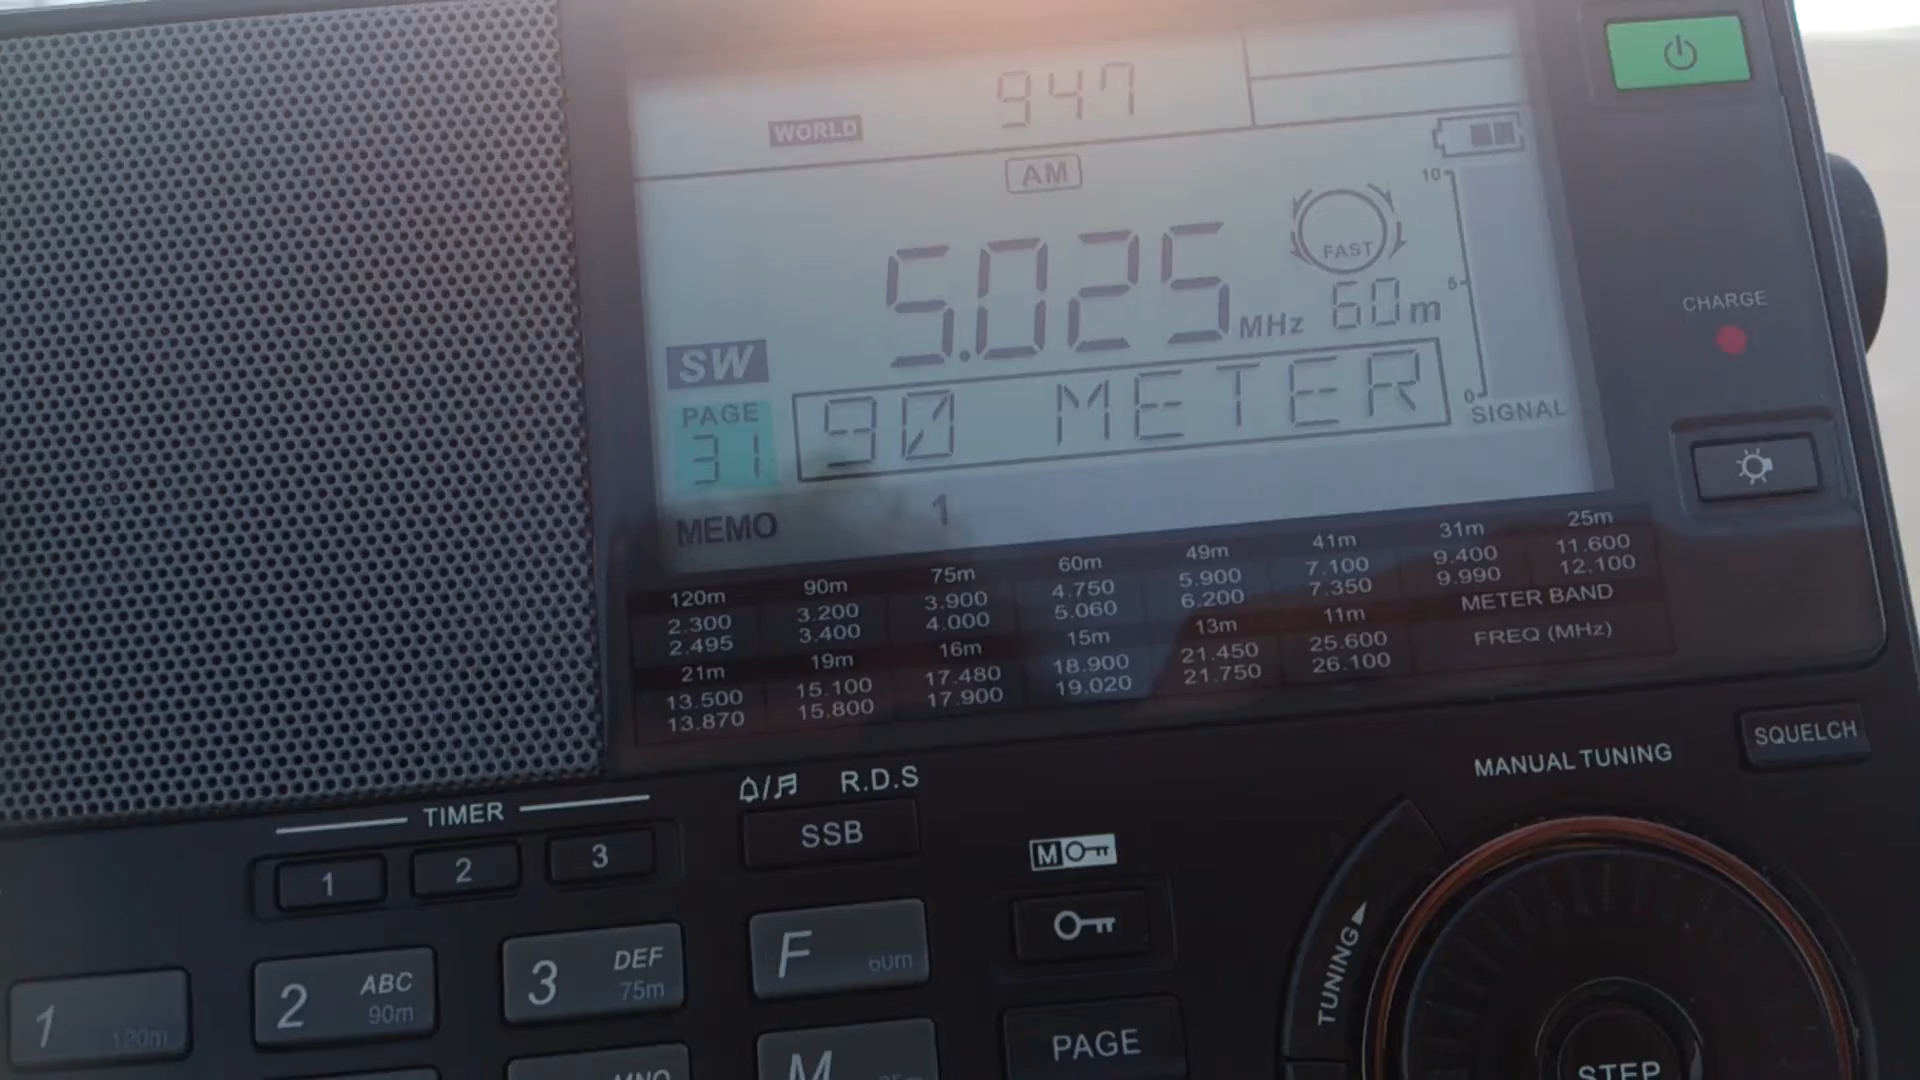 947
WORLD
AM
10
FAST
5.025 MHz 60m
5
SW
PAGE
31
90 METER
0
SIGNAL
MEMO 1
CHARGE
120m 90m 75m 60m 49m 41m 31m 25m
2.300 3.200 3.900 4.750 5.900 7.100 9.400 11.600
2.495 3.400 4.000 5.060 6.200 7.350 9.990 12.100
21m 19m 16m 15m 13m 11m METER BAND
13.500 15.100 17.480 18.900 21.450 25.600 FREQ (MHz)
13.870 15.800 17.900 19.020 21.750 26.100
SQUELCH
MANUAL TUNING
TIMER
R.D.S
1 2 3
SSB
M
TUNING
1 120m
2 ABC 90m
3 DEF 75m
F 60m
MNO
M
PAGE
STEP